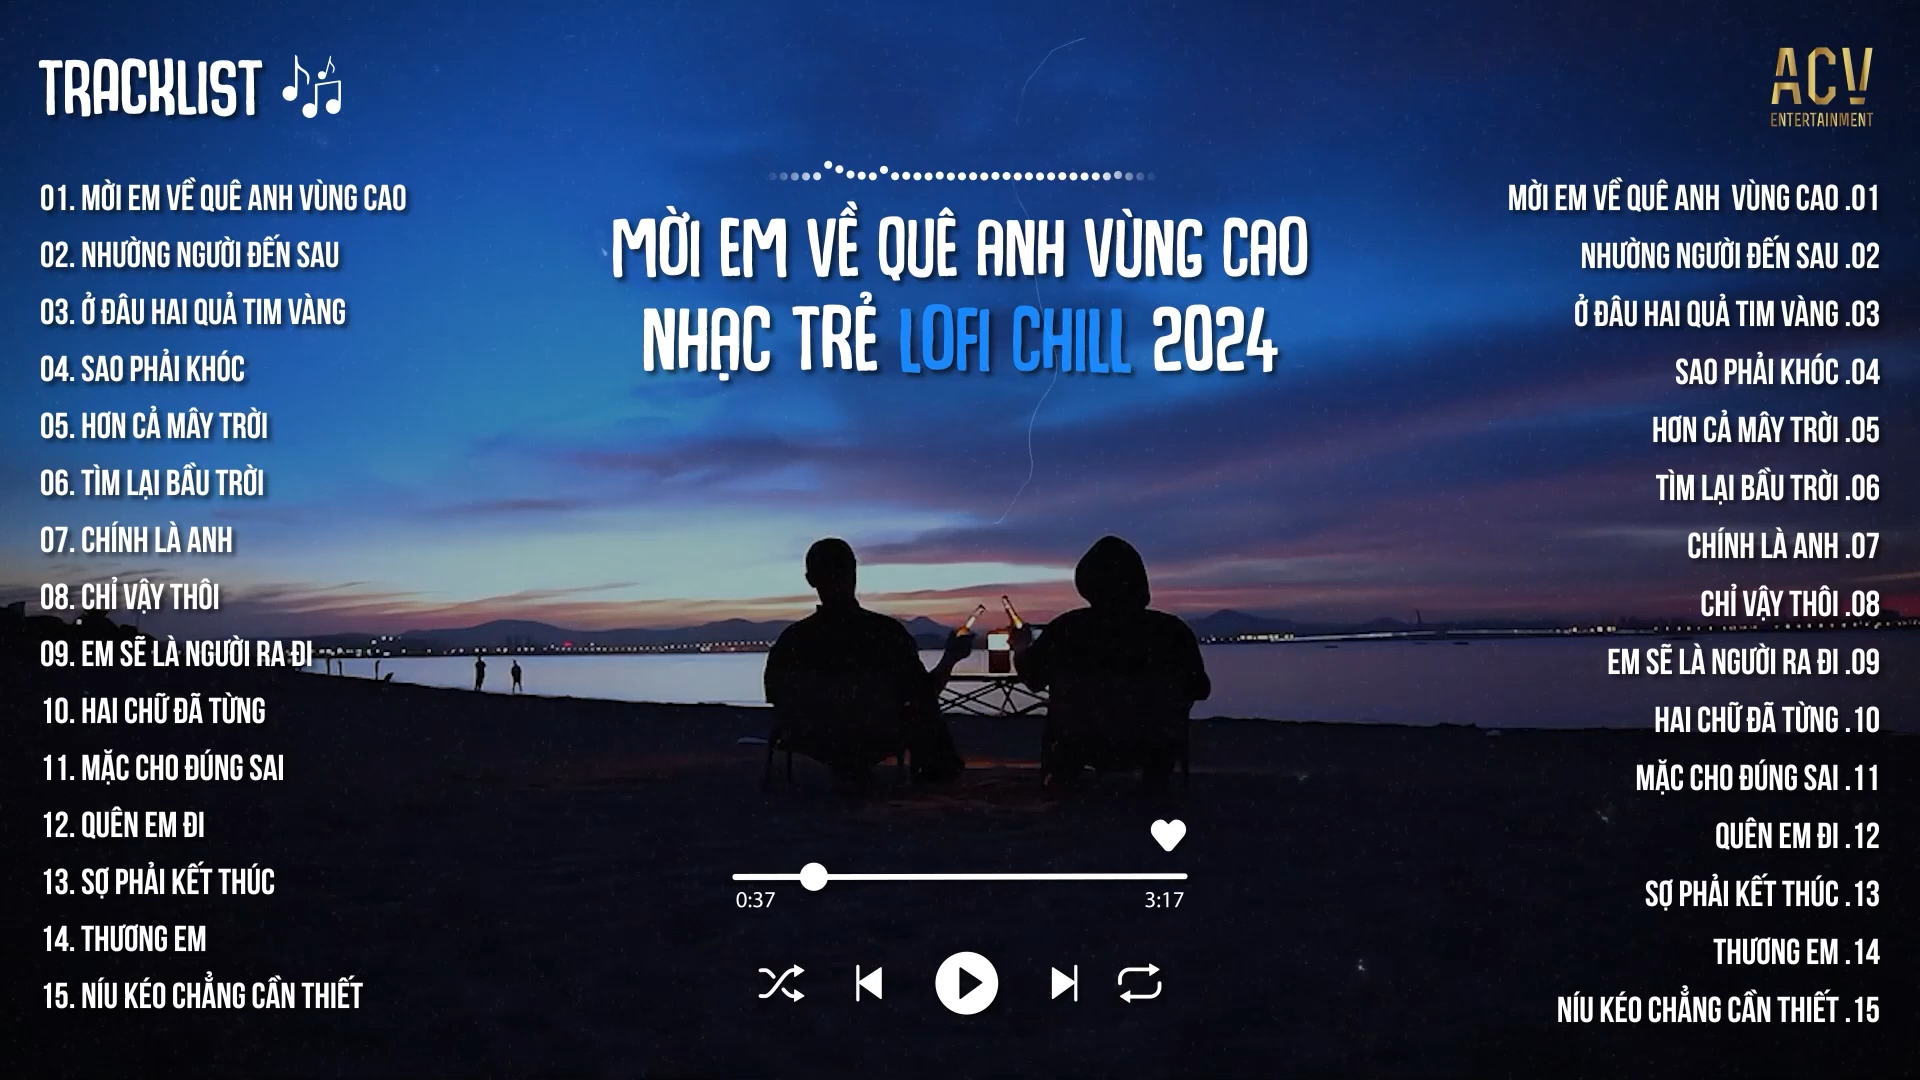 TRACKLIST
ACV
ENTERTAINMENT
01. MỜI EM VỀ QUÊ ANH VÙNG CAO
02. NHƯỜNG NGƯỜI ĐẾN SAU
03. Ở ĐÂU HAI QUẢ TIM VÀNG
04. SAO PHẢI KHÓC
05. HƠN CẢ MÂY TRỜI
06. TÌM LẠI BẦU TRỜI
07. CHÍNH LÀ ANH
08. CHỈ VẬY THÔI
09. EM SẼ LÀ NGƯỜI RA ĐI
10. HAI CHỮ ĐÃ TỪNG
11. MẶC CHO ĐÚNG SAI
12. QUÊN EM ĐI
13. SỢ PHẢI KẾT THÚC
14. THƯƠNG EM
15. NÍU KÉO CHẲNG CẦN THIẾT
MỜI EM VỀ QUÊ ANH VÙNG CAO
NHẠC TRẺ LOFI CHILL 2024
0:37
3:17
MỜI EM VỀ QUÊ ANH VÙNG CAO .01
NHƯỜNG NGƯỜI ĐẾN SAU .02
Ở ĐÂU HAI QUẢ TIM VÀNG .03
SAO PHẢI KHÓC .04
HƠN CẢ MÂY TRỜI .05
TÌM LẠI BẦU TRỜI .06
CHÍNH LÀ ANH .07
CHỈ VẬY THÔI .08
EM SẼ LÀ NGƯỜI RA ĐI .09
HAI CHỮ ĐÃ TỪNG .10
MẶC CHO ĐÚNG SAI .11
QUÊN EM ĐI .12
SỢ PHẢI KẾT THÚC .13
THƯƠNG EM .14
NÍU KÉO CHẲNG CẦN THIẾT .15